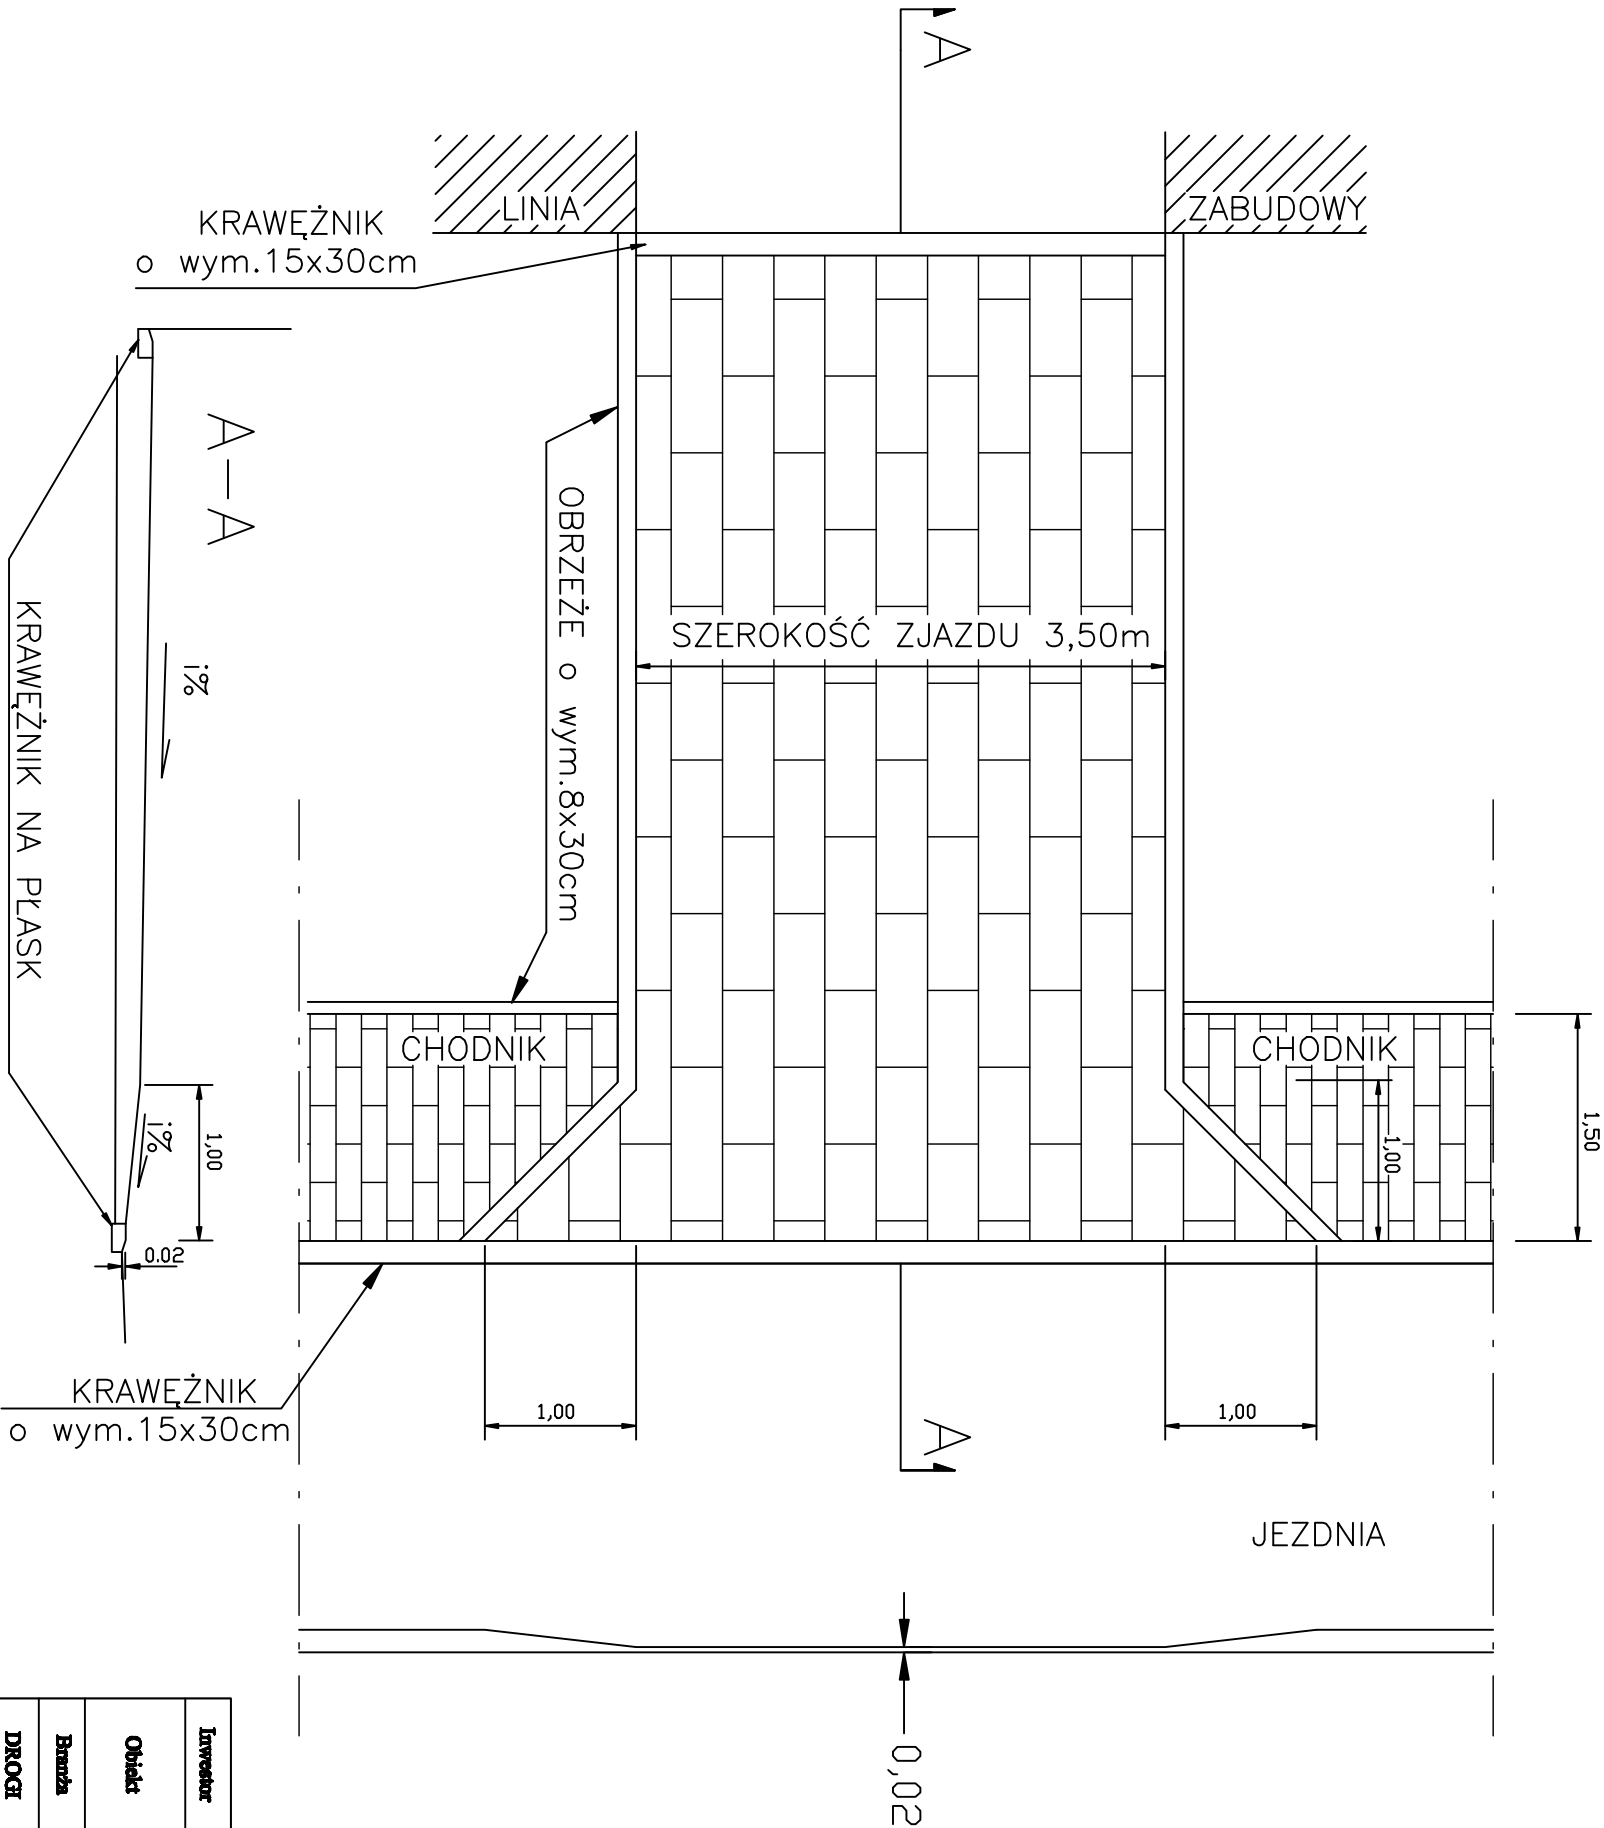 A
LINIA
ZABUDOWY
KRAWĘŻNIK
o wym.15x30cm
A-A
OBRZEŻE o wym.8x30cm
SZEROKOŚĆ ZJAZDU 3,50m
i%
KRAWĘŻNIK NA PŁASK
CHODNIK
CHODNIK
1,50
1,00
i%
1,00
0.02
KRAWĘŻNIK
o wym.15x30cm
1,00
1,00
A
JEZDNIA
0,02
Inwestor
Obiekt
Branża
DROGI